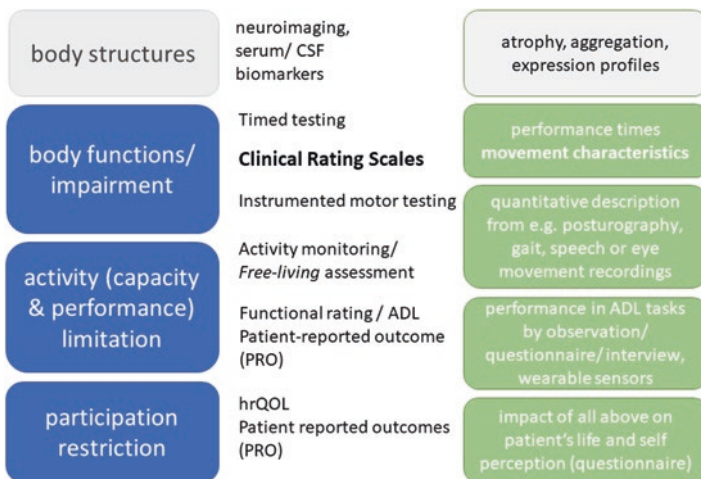 body structures
neuroimaging,
serum/ CSF
biomarkers
atrophy, aggregation,
expression profiles
body functions/
impairment
Timed testing
Clinical Rating Scales
Instrumented motor testing
performance times
movement characteristics
quantitative description
from e.g. posturography,
gait, speech or eye
movement recordings
activity (capacity
& performance)
limitation
Activity monitoring/
Free-living assessment
Functional rating / ADL
Patient-reported outcome
(PRO)
performance in ADL tasks
by observation/
questionnaire/ interview,
wearable sensors
participation
restriction
hrQOL
Patient reported outcomes
(PRO)
impact of all above on
patient's life and self
perception (questionnaire)